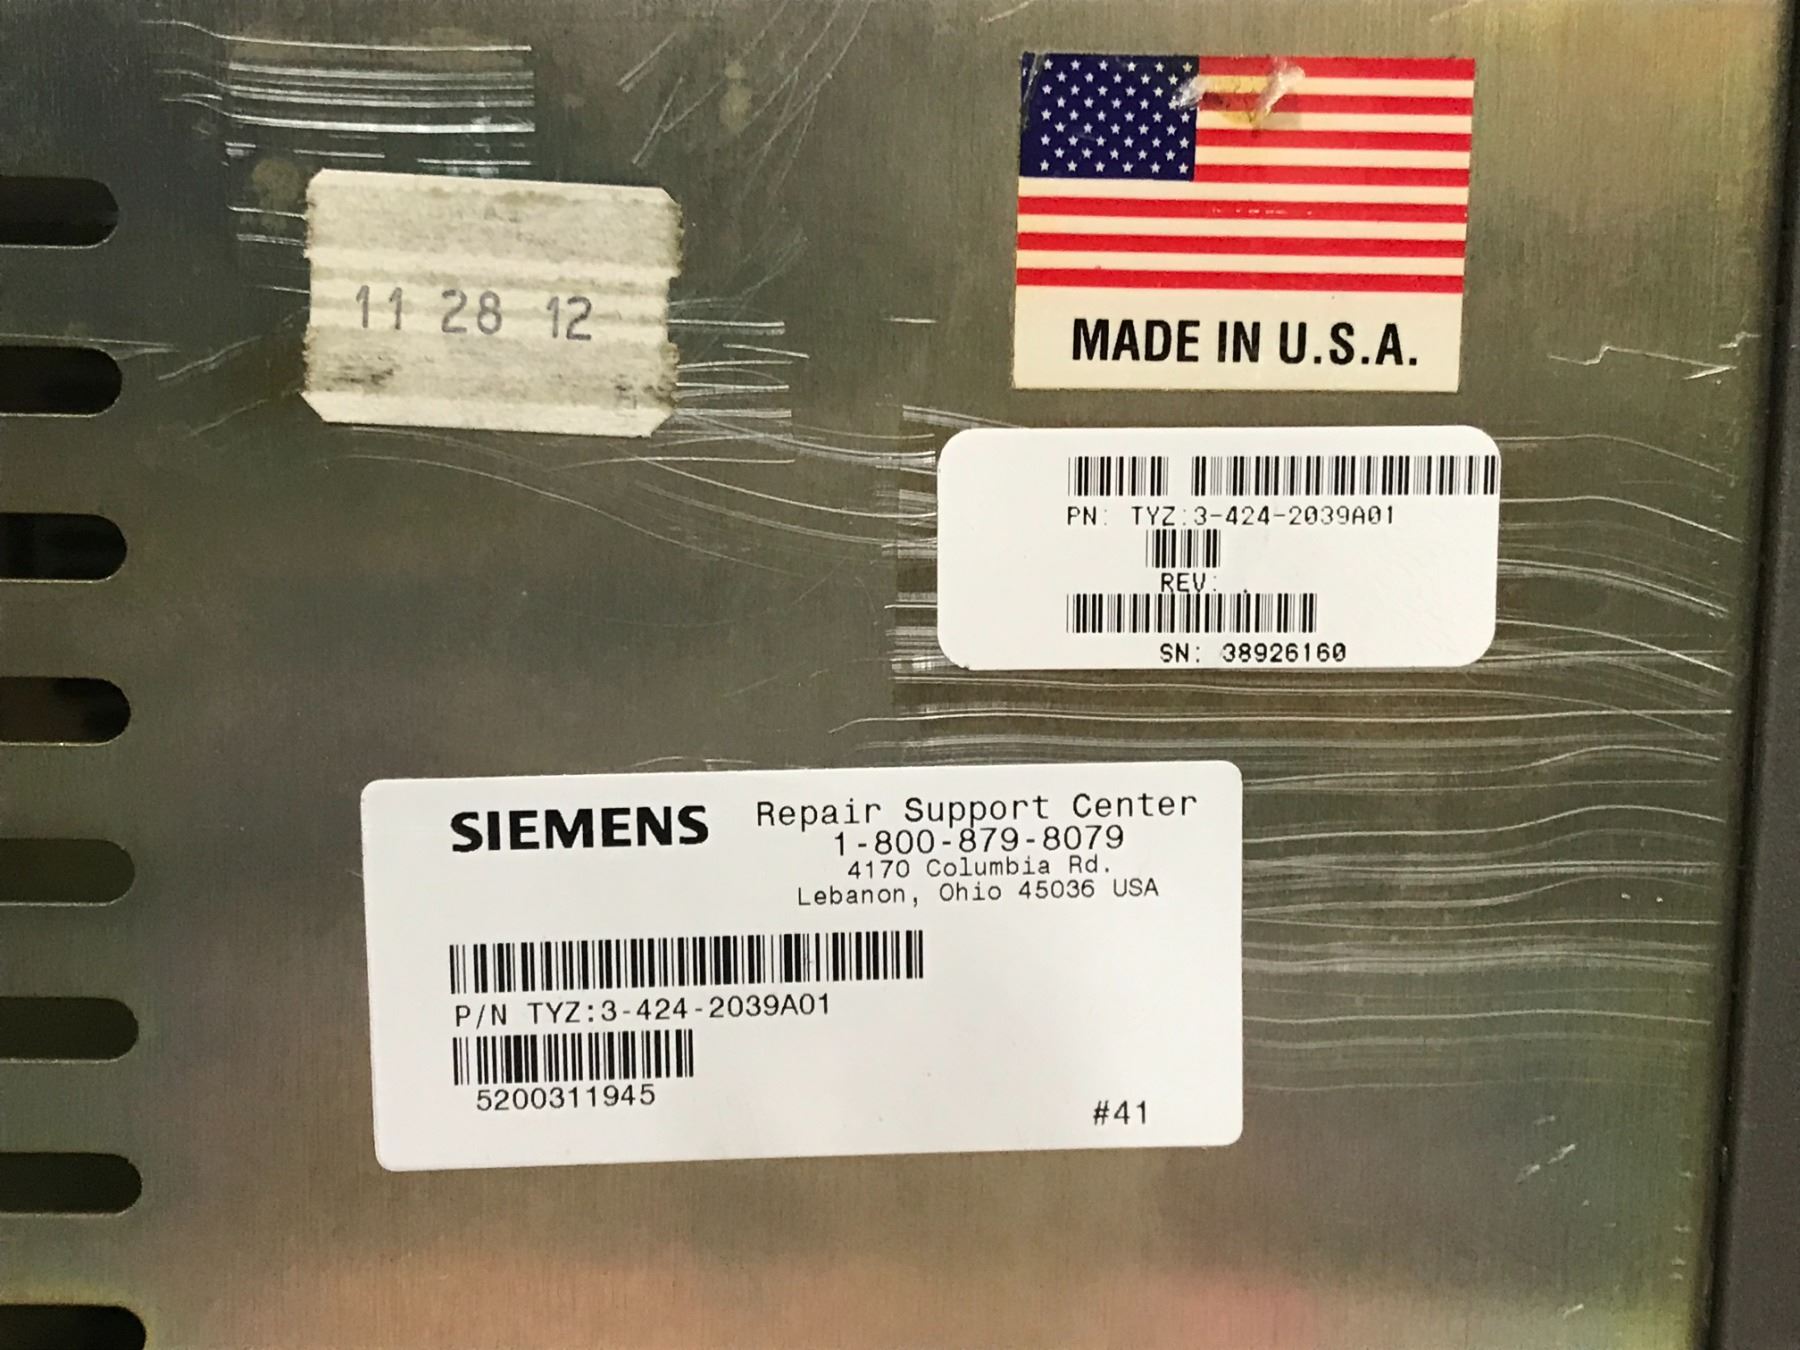 11 28 12
MADE IN U.S.A.
PN: TYZ:3-424-2039A01
REV: .
SN: 38926160
SIEMENS
Repair Support Center
1-800-879-8079
4170 Columbia Rd.
Lebanon, Ohio 45036 USA
P/N TYZ:3-424-2039A01
5200311945
#41